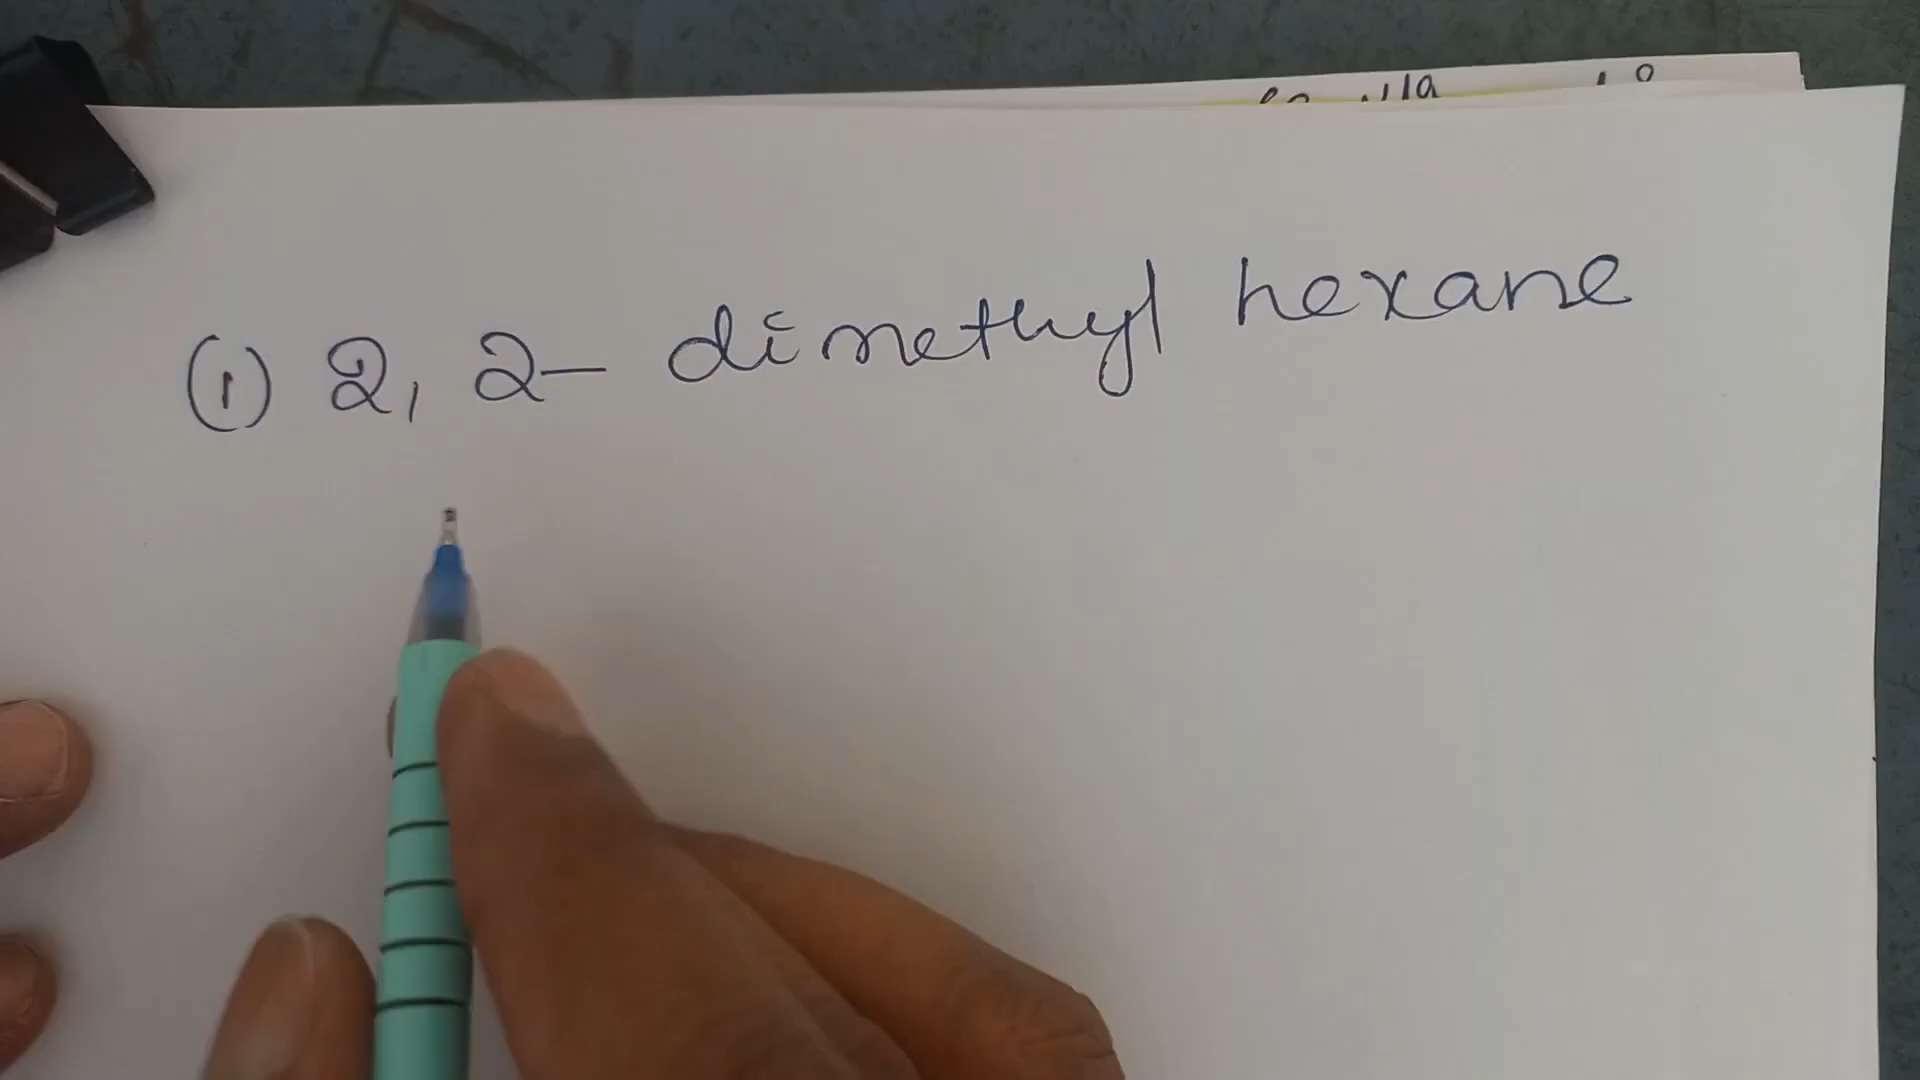 (1) 2, 2- dimethyl hexane